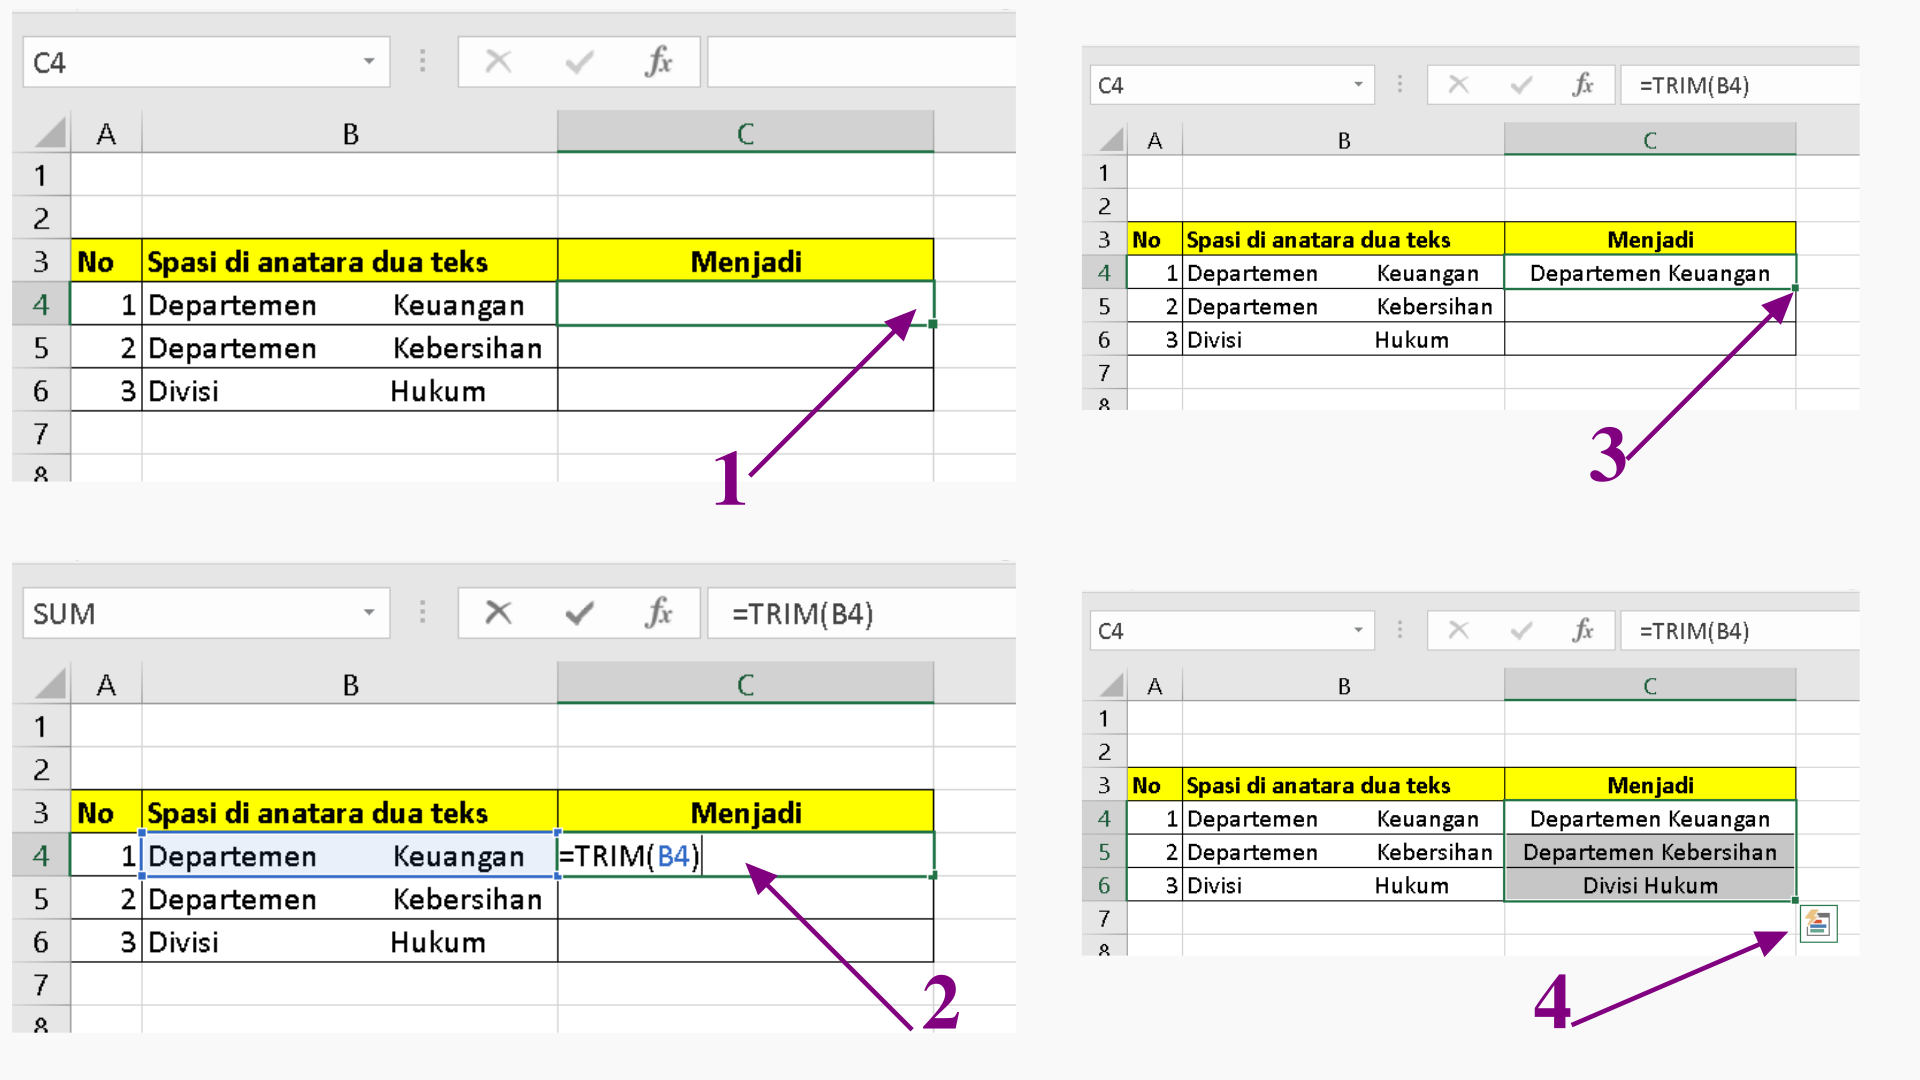 C4 fx
A B C
1
2
3 No Spasi di anatara dua teks Menjadi
4 1 Departemen Keuangan
5 2 Departemen Kebersihan
6 3 Divisi Hukum
7
8
1
SUM fx =TRIM(B4)
A B C
1
2
3 No Spasi di anatara dua teks Menjadi
4 1 Departemen Keuangan =TRIM(B4)
5 2 Departemen Kebersihan
6 3 Divisi Hukum
7
8
2
C4 fx =TRIM(B4)
A B C
1
2
3 No Spasi di anatara dua teks Menjadi
4 1 Departemen Keuangan Departemen Keuangan
5 2 Departemen Kebersihan
6 3 Divisi Hukum
7
8
3
C4 fx =TRIM(B4)
A B C
1
2
3 No Spasi di anatara dua teks Menjadi
4 1 Departemen Keuangan Departemen Keuangan
5 2 Departemen Kebersihan Departemen Kebersihan
6 3 Divisi Hukum Divisi Hukum
7
8
4